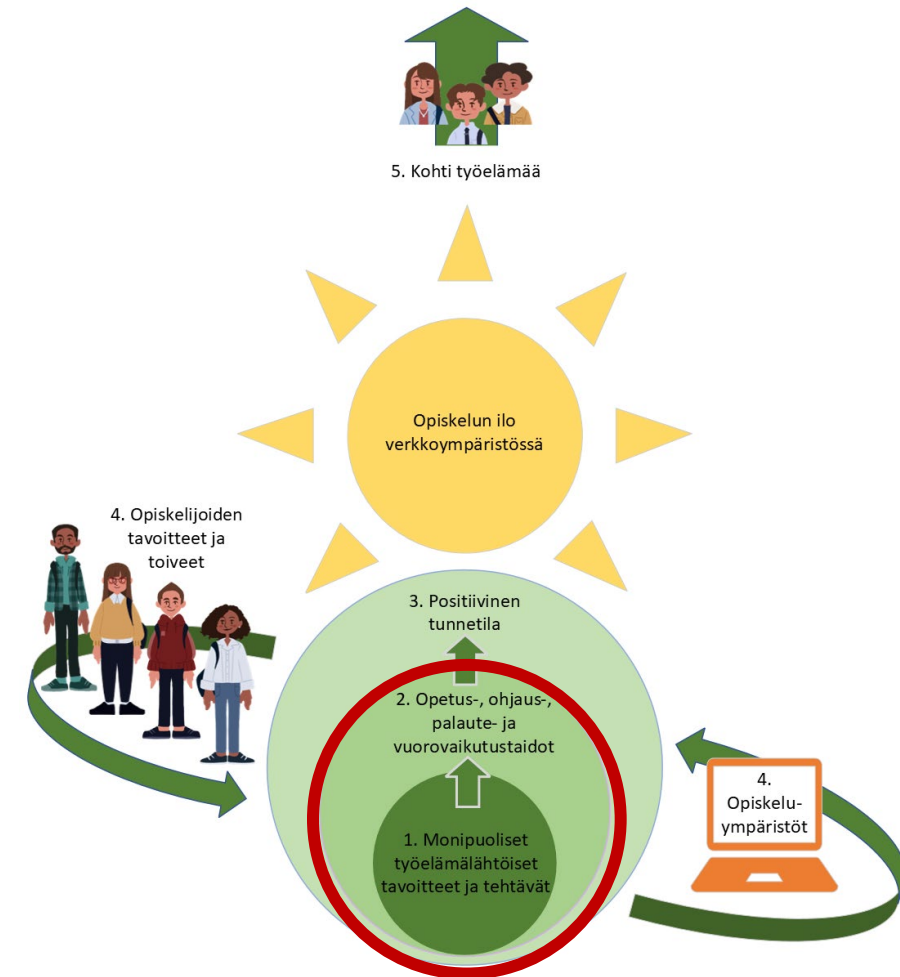 5. Kohti työelämää
Opiskelun ilo
verkkoympäristössä
4. Opiskelijoiden
tavoitteet ja
toiveet
3. Positiivinen
tunnetila
2. Opetus-, ohjaus-,
palaute- ja
vuorovaikutustaidot
4.
Opiskelu-
ympäristöt
1. Monipuoliset
työelämälähtöiset
tavoitteet ja tehtävät